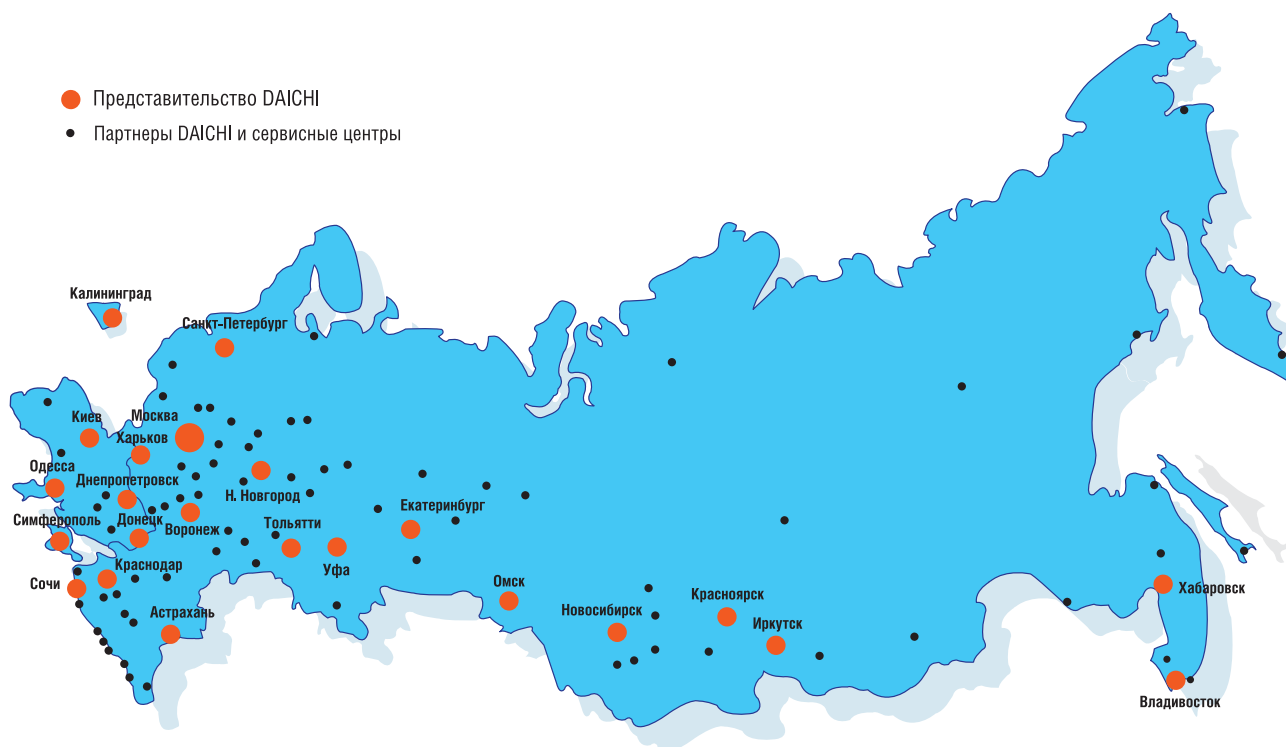 Представительство DAICHI
Партнеры DAICHI и сервисные центры
Калининград
Санкт-Петербург
Киев
Москва
Харьков
Одесса
Днепропетровск
Н. Новгород
Екатеринбург
Симферополь
Донецк
Воронеж
Тольятти
Уфа
Краснодар
Сочи
Астрахань
Омск
Новосибирск
Красноярск
Иркутск
Хабаровск
Владивосток